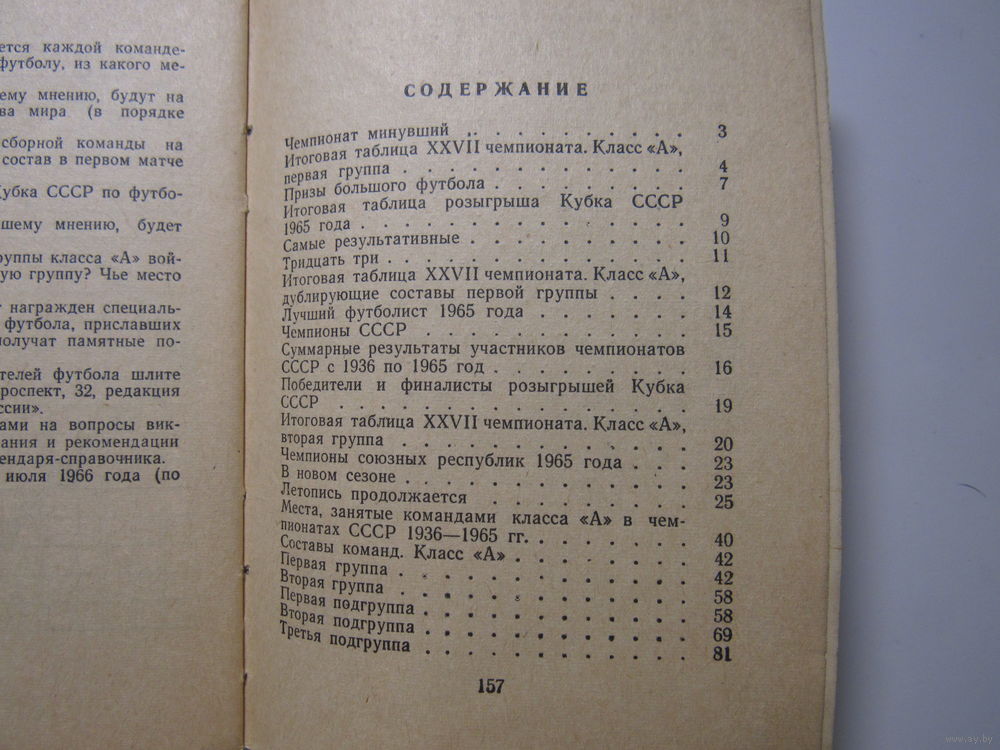 ется каждой команде-
футболу, из какого ме-
ему мнению, будут на
ва мира (в порядке
сборной команды на
состав в первом матче
Кубка СССР по футбо-
шему мнению, будет
руппы класса «А» вой-
ую группу? Чье место
т награжден специаль-
футбола, приславших
получат памятные по-
телей футбола шлите
роспект, 32, редакция
ссии».
ами на вопросы вик-
ания и рекомендации
ендаря-справочника.
июля 1966 года (по
СОДЕРЖАНИЕ
Чемпионат минувший . . . . . . . . . . 3
Итоговая таблица XXVII чемпионата. Класс «А»,
первая группа . . . . . . . . . . . . . 4
Призы большого футбола . . . . . . . . . 7
Итоговая таблица розыгрыша Кубка СССР
1965 года . . . . . . . . . . . . . . . 9
Самые результативные . . . . . . . . . . 10
Тридцать три . . . . . . . . . . . . . . 11
Итоговая таблица XXVII чемпионата. Класс «А»,
дублирующие составы первой группы . . . . 12
Лучший футболист 1965 года . . . . . . . 14
Чемпионы СССР . . . . . . . . . . . . 15
Суммарные результаты участников чемпионатов
СССР с 1936 по 1965 год . . . . . . . . . 16
Победители и финалисты розыгрышей Кубка
СССР . . . . . . . . . . . . . . . . 19
Итоговая таблица XXVII чемпионата. Класс «А»,
вторая группа . . . . . . . . . . . . . 20
Чемпионы союзных республик 1965 года . . . 23
В новом сезоне . . . . . . . . . . . . . 23
Летопись продолжается . . . . . . . . . 25
Места, занятые командами класса «А» в чем-
пионатах СССР 1936—1965 гг. . . . . . . . 40
Составы команд. Класс «А» . . . . . . . . 42
Первая группа . . . . . . . . . . . . . 42
Вторая группа . . . . . . . . . . . . . 58
Первая подгруппа . . . . . . . . . . . . 58
Вторая подгруппа . . . . . . . . . . . . 69
Третья подгруппа . . . . . . . . . . . . 81
157
www.ay.by